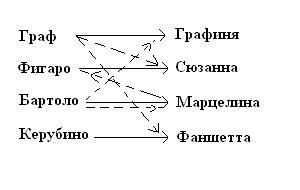 Граф Графиня
Фигаро Сюзанна
Бартоло Марцелина
Керубино Фаншетта